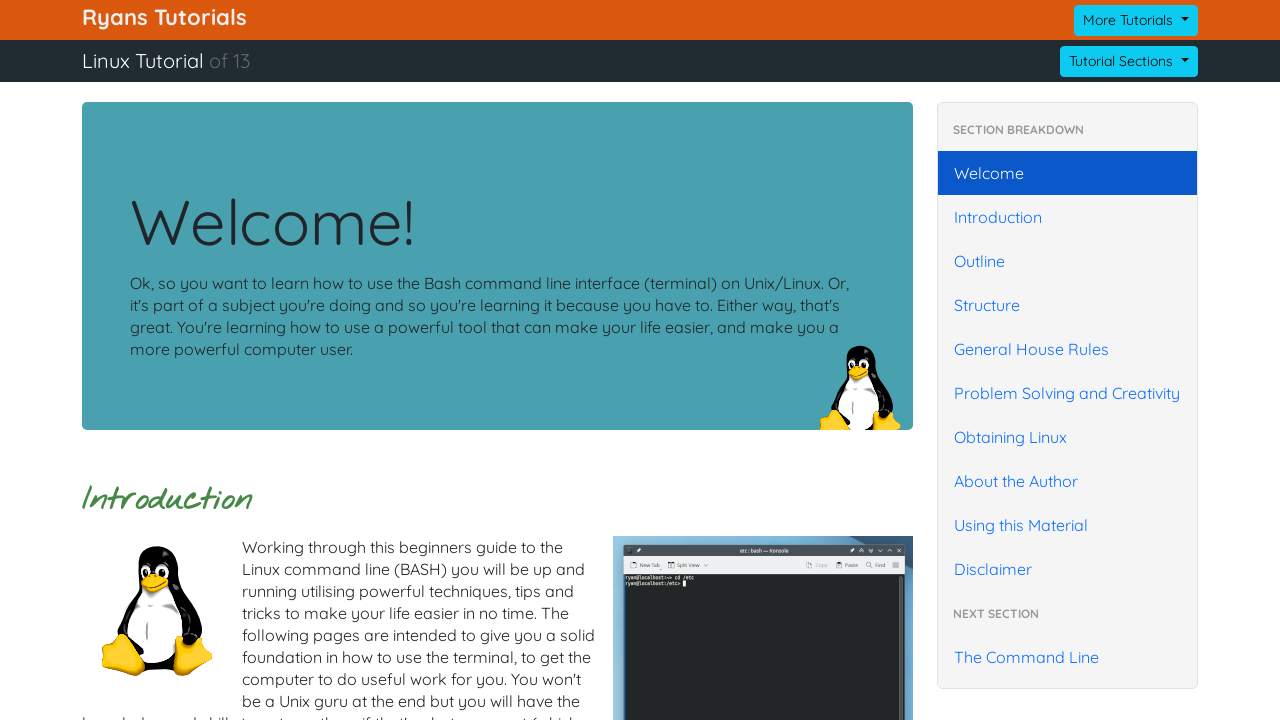 Ryans Tutorials
More Tutorials
Linux Tutorial of 13
Tutorial Sections
Welcome!
Ok, so you want to learn how to use the Bash command line interface (terminal) on Unix/Linux. Or,
it's part of a subject you're doing and so you're learning it because you have to. Either way, that's
great. You're learning how to use a powerful tool that can make your life easier, and make you a
more powerful computer user.
Introduction
Working through this beginners guide to the
Linux command line (BASH) you will be up and
running utilising powerful techniques, tips and
tricks to make your life easier in no time. The
following pages are intended to give you a solid
foundation in how to use the terminal, to get the
computer to do useful work for you. You won't
be a Unix guru at the end but you will have the
etc : bash — Konsole
New Tab
Split View
Copy
Paste
Find
ryan@localhost:~> cd /etc
ryan@localhost:/etc>
SECTION BREAKDOWN
Welcome
Introduction
Outline
Structure
General House Rules
Problem Solving and Creativity
Obtaining Linux
About the Author
Using this Material
Disclaimer
NEXT SECTION
The Command Line